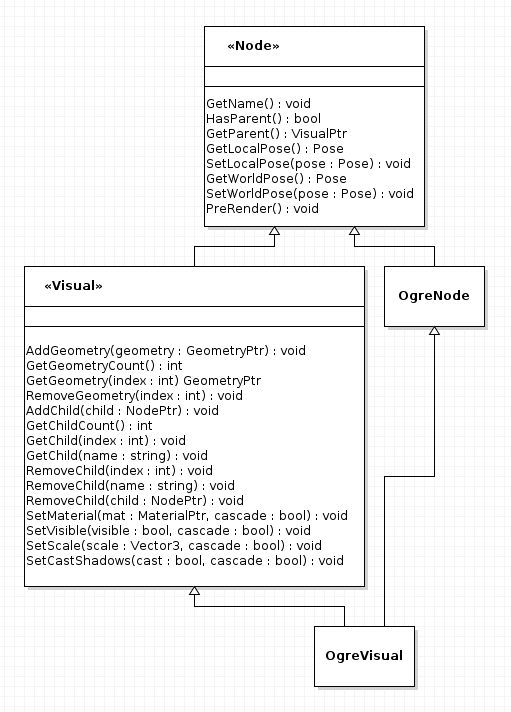 «Node»
GetName() : void
HasParent() : bool
GetParent() : VisualPtr
GetLocalPose() : Pose
SetLocalPose(pose : Pose) : void
GetWorldPose() : Pose
SetWorldPose(pose : Pose) : void
PreRender() : void
«Visual»
AddGeometry(geometry : GeometryPtr) : void
GetGeometryCount() : int
GetGeometry(index : int) GeometryPtr
RemoveGeometry(index : int) : void
AddChild(child : NodePtr) : void
GetChildCount() : int
GetChild(index : int) : void
GetChild(name : string) : void
RemoveChild(index : int) : void
RemoveChild(name : string) : void
RemoveChild(child : NodePtr) : void
SetMaterial(mat : MaterialPtr, cascade : bool) : void
SetVisible(visible : bool, cascade : bool) : void
SetScale(scale : Vector3, cascade : bool) : void
SetCastShadows(cast : bool, cascade : bool) : void
OgreNode
OgreVisual